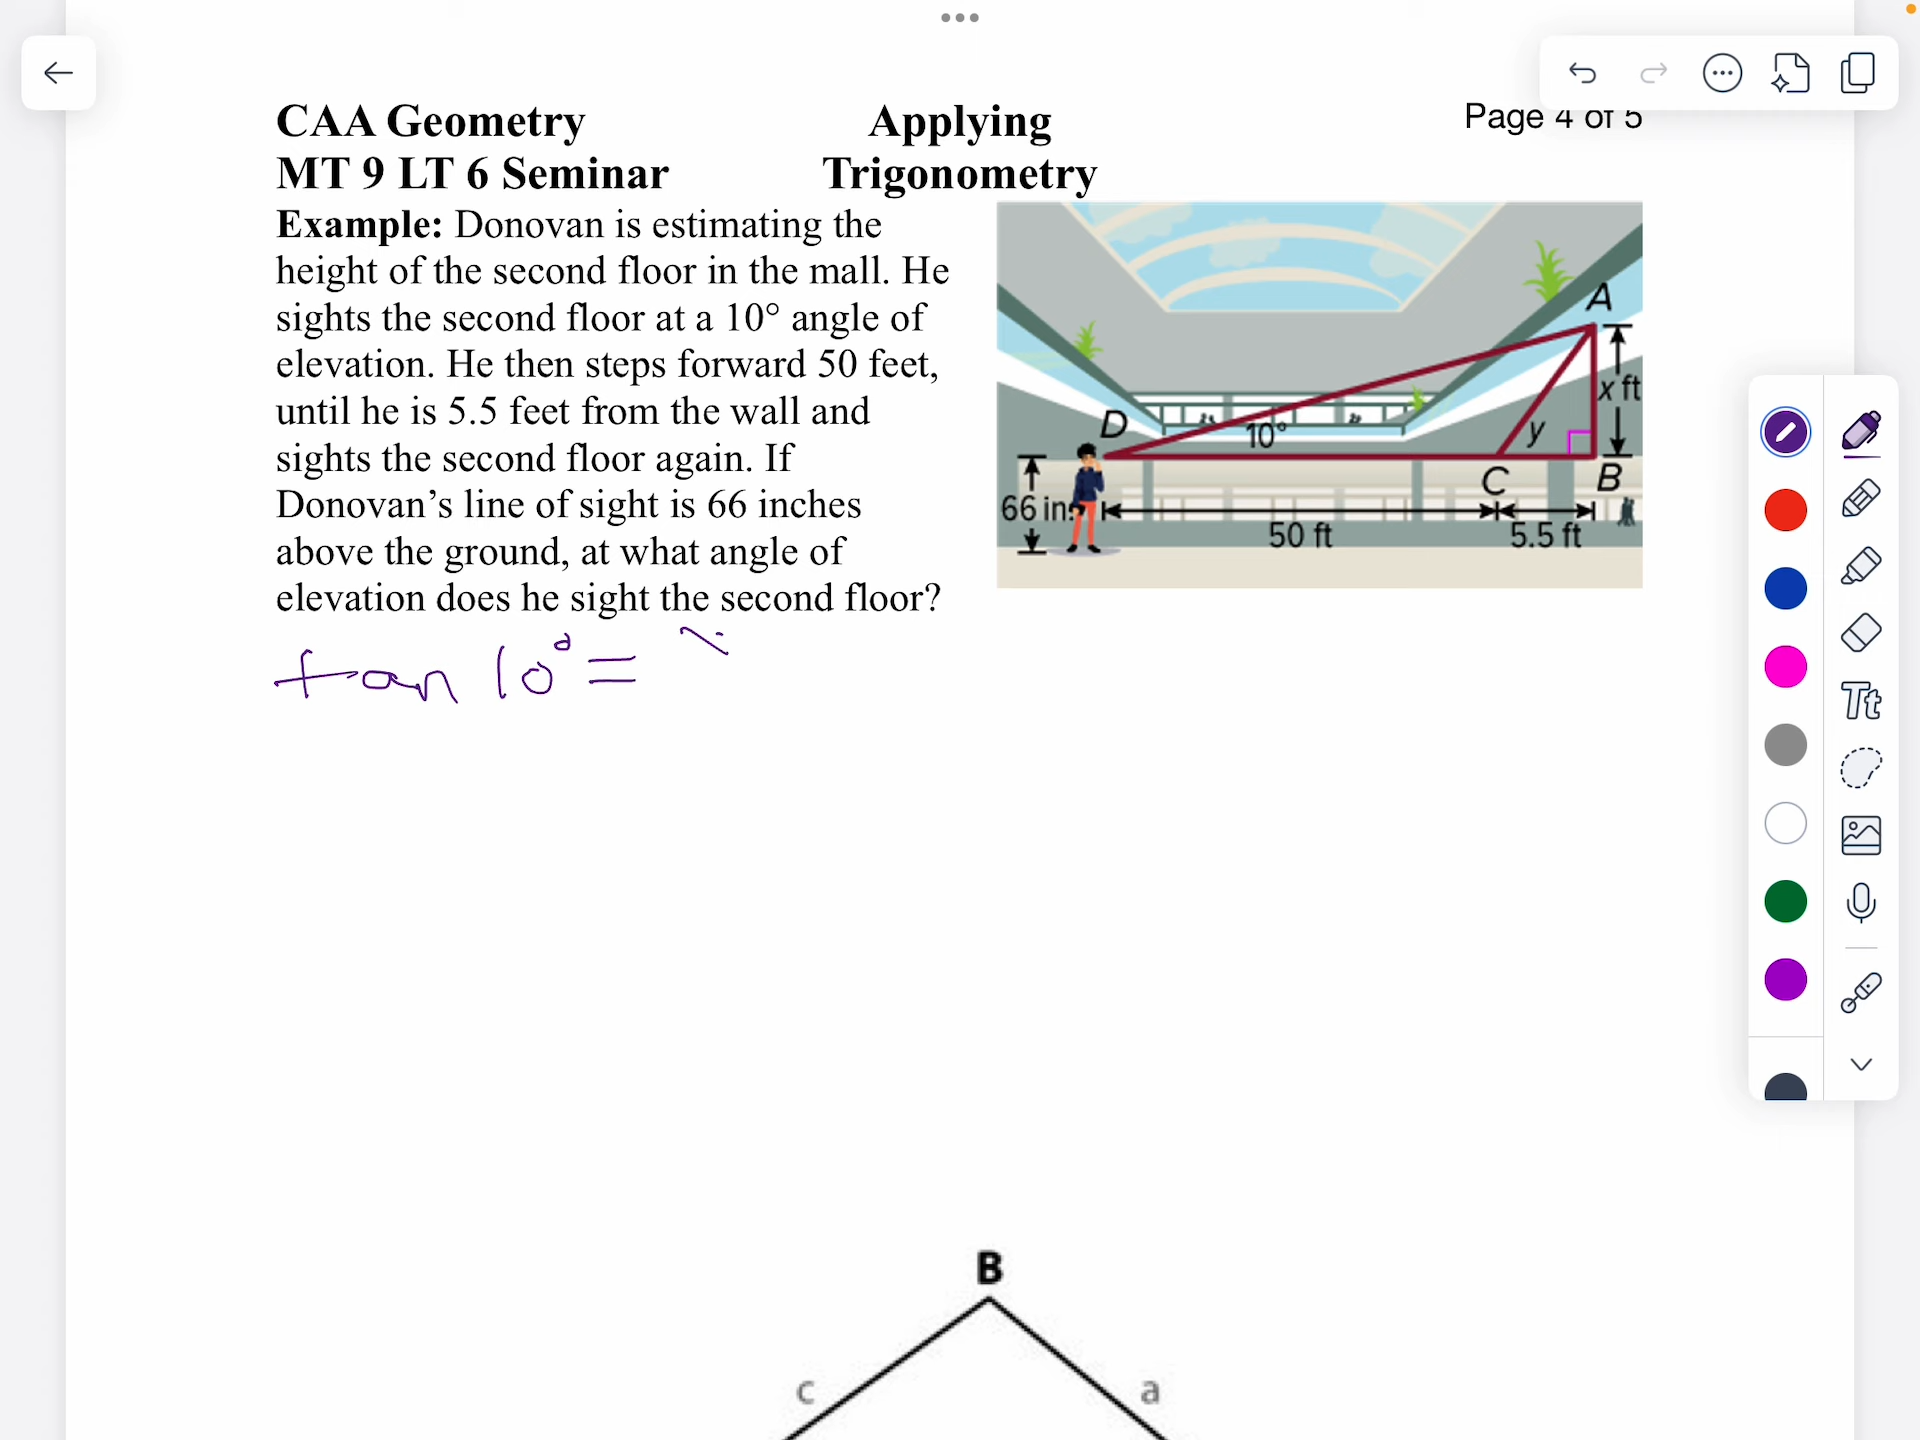 CAA Geometry
MT 9 LT 6 Seminar
Applying
Trigonometry
Page 4 of 5
Example: Donovan is estimating the
height of the second floor in the mall. He
sights the second floor at a 10° angle of
elevation. He then steps forward 50 feet,
until he is 5.5 feet from the wall and
sights the second floor again. If
Donovan’s line of sight is 66 inches
above the ground, at what angle of
elevation does he sight the second floor?
A
x ft
D
10°
y
C
B
66 in.
50 ft
5.5 ft
tan 10° =
B
c
a
Tt